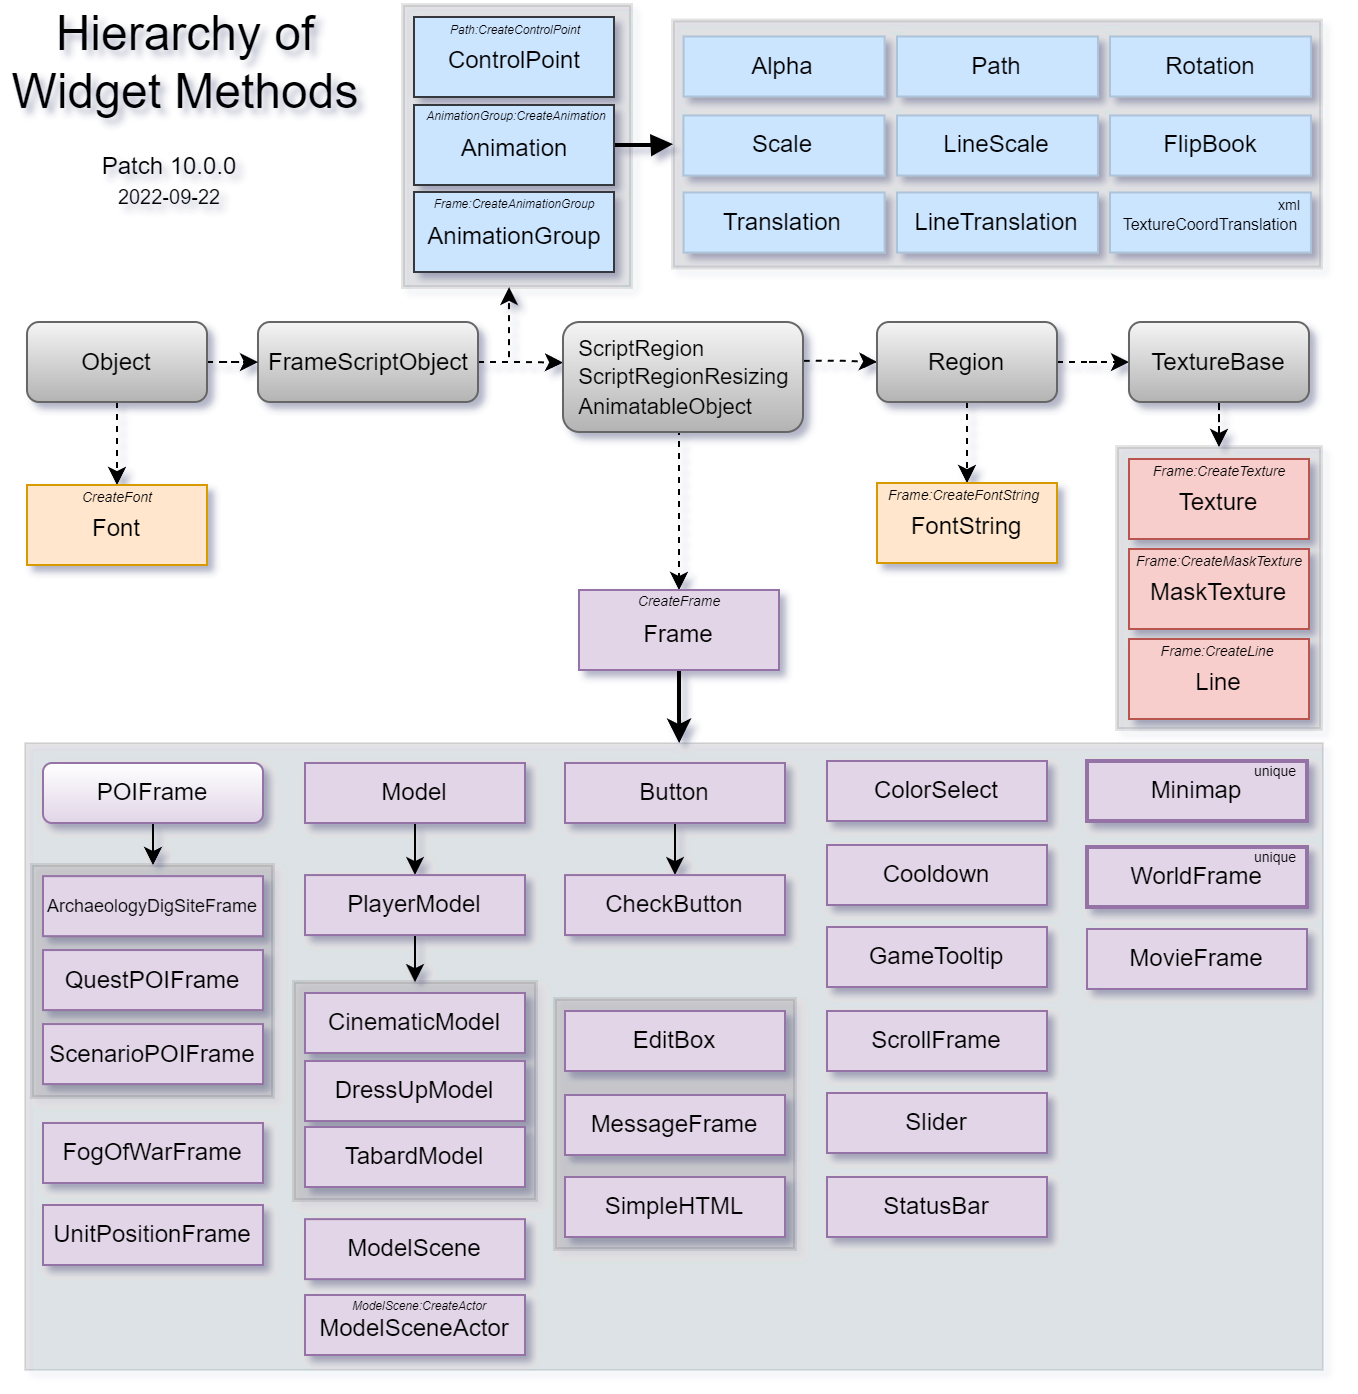 Hierarchy of
Widget Methods
Patch 10.0.0
2022-09-22
Path:CreateControlPoint
ControlPoint
AnimationGroup:CreateAnimation
Animation
Frame:CreateAnimationGroup
AnimationGroup
Alpha
Path
Rotation
Scale
LineScale
FlipBook
Translation
LineTranslation
xml
TextureCoordTranslation
Object
FrameScriptObject
ScriptRegion
ScriptRegionResizing
AnimatableObject
Region
TextureBase
CreateFont
Font
Frame:CreateFontString
FontString
Frame:CreateTexture
Texture
Frame:CreateMaskTexture
MaskTexture
Frame:CreateLine
Line
CreateFrame
Frame
POIFrame
ArchaeologyDigSiteFrame
QuestPOIFrame
ScenarioPOIFrame
FogOfWarFrame
UnitPositionFrame
Model
PlayerModel
CinematicModel
DressUpModel
TabardModel
ModelScene
ModelScene:CreateActor
ModelSceneActor
Button
CheckButton
EditBox
MessageFrame
SimpleHTML
ColorSelect
Cooldown
GameTooltip
ScrollFrame
Slider
StatusBar
unique
Minimap
unique
WorldFrame
MovieFrame